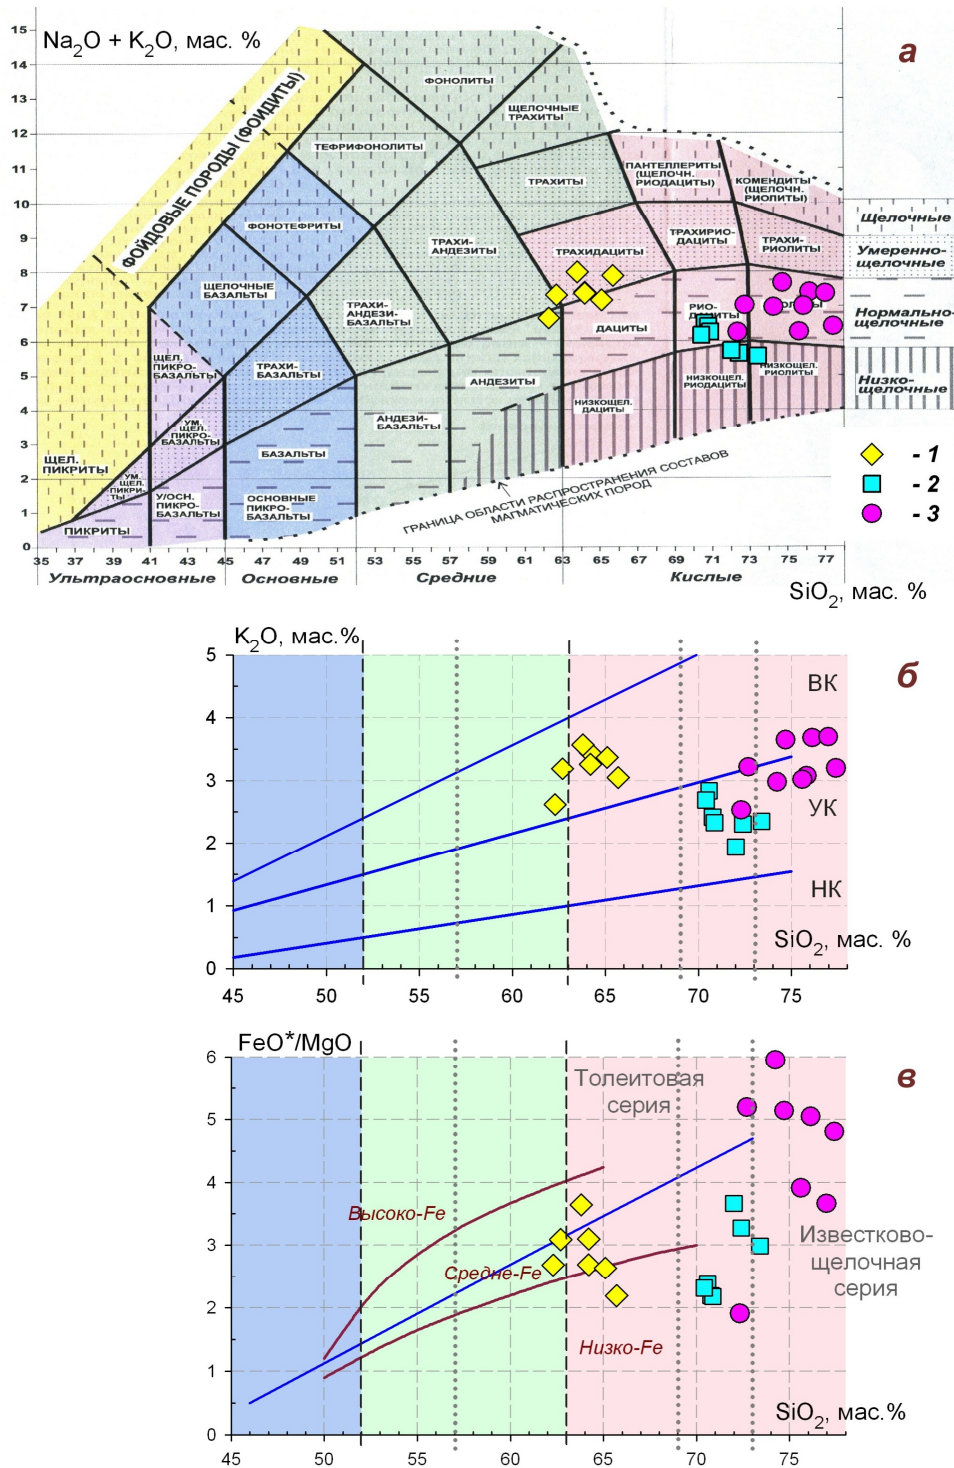 Na2O + K2O, мас. %
а
15
14
13
12
11
10
9
8
7
6
5
4
3
2
1
0
ФОЙДОВЫЕ ПОРОДЫ (ФОИДИТЫ)
ФОНОЛИТЫ
ЩЕЛОЧНЫЕ
ТРАХИТЫ
ТЕФРИФОНОЛИТЫ
ПАНТЕЛЛЕРИТЫ
(ЩЕЛОЧН.
РИОДАЦИТЫ)
КОМЕНДИТЫ
(ЩЕЛОЧН.
РИОЛИТЫ)
ТРАХИТЫ
ФОНОТЕФРИТЫ
ТРАХИ-
АНДЕЗИТЫ
ТРАХИДАЦИТЫ
ТРАХИРИО-
ДАЦИТЫ
ТРАХИ-
РИОЛИТЫ
Щелочные
Умеренно-
щелочные
Нормально-
щелочные
Низко-
щелочные
ЩЕЛОЧНЫЕ
БАЗАЛЬТЫ
ТРАХИ-
АНДЕЗИ-
БАЗАЛЬТЫ
ДАЦИТЫ
РИО-
ЩЕЛ.
ПИКРО-
БАЗАЛЬТЫ
ТРАХИ-
БАЗАЛЬТЫ
АНДЕЗИТЫ
НИЗКОЩЕЛ.
ДАЦИТЫ
НИЗКОЩЕЛ.
РИОДАЦИТЫ
НИЗКОЩЕЛ.
РИОЛИТЫ
УМ.
ЩЕЛ.
ПИКРО-
БАЗАЛЬТЫ
АНДЕЗИ-
БАЗАЛЬТЫ
БАЗАЛЬТЫ
ЩЕЛ.
ПИКРИТЫ
УМ.
ЩЕЛ.
ПИКРИ-
ТЫ
У/ОСН.
ПИКРО-
БАЗАЛЬТЫ
ОСНОВНЫЕ
ПИКРО-
БАЗАЛЬТЫ
ПИКРИТЫ
ГРАНИЦА ОБЛАСТИ РАСПРОСТРАНЕНИЯ СОСТАВОВ
МАГМАТИЧЕСКИХ ПОРОД
- 1
- 2
- 3
35 37 39 41 43 45 47 49 51 53 55 57 59 61 63 65 67 69 71 73 75 77
Ультраосновные Основные Средние Кислые
SiO2, мас. %
K2O, мас.%
б
5
4
3
2
1
0
ВК
УК
НК
SiO2, мас. %
45 50 55 60 65 70 75
FeO*/MgO
в
6
5
4
3
2
1
0
Толеитовая
серия
Высоко-Fe
Средне-Fe
Низко-Fe
Известково-
щелочная
серия
SiO2, мас.%
45 50 55 60 65 70 75